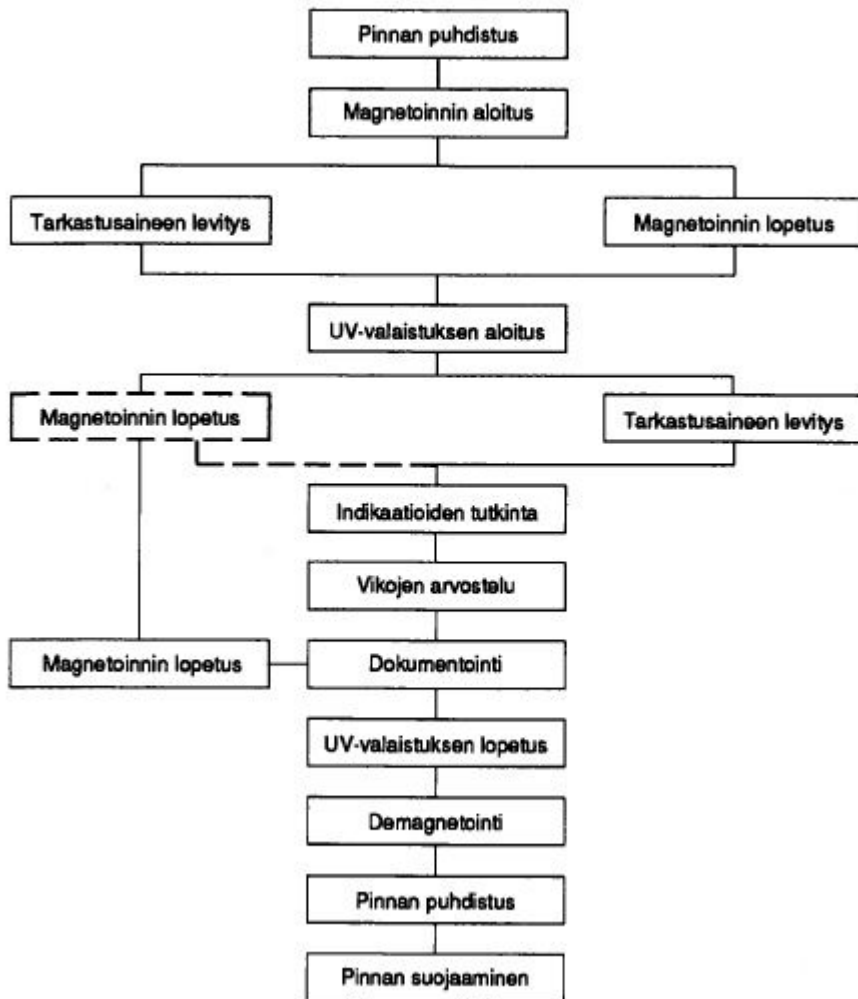 Pinnan puhdistus
Magnetoinnin aloitus
Tarkastusaineen levitys
Magnetoinnin lopetus
UV-valaistuksen aloitus
Magnetoinnin lopetus
Tarkastusaineen levitys
Indikaatioiden tutkinta
Vikojen arvostelu
Magnetoinnin lopetus
Dokumentointi
UV-valaistuksen lopetus
Demagnetointi
Pinnan puhdistus
Pinnan suojaaminen